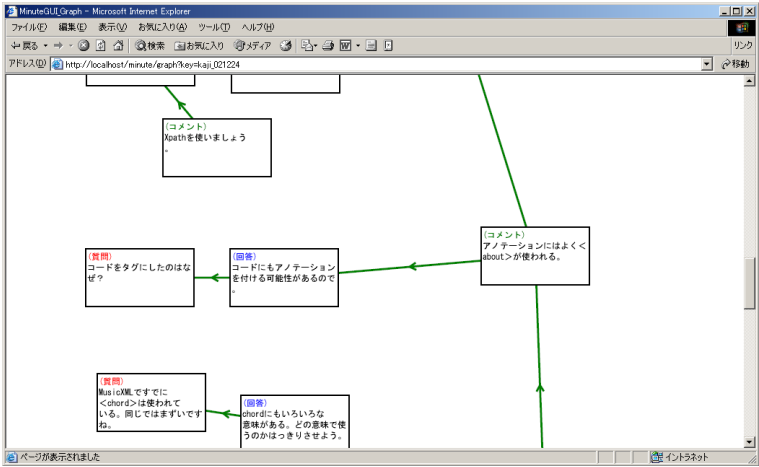 MinuteGUI_Graph - Microsoft Internet Explorer
ファイル(F) 編集(E) 表示(V) お気に入り(A) ツール(T) ヘルプ(H)
戻る 検索 お気に入り メディア リンク
アドレス(D) http://localhost/minute/graph?key=kaji_021224 移動
(コメント)
Xpathを使いましょう
。
(コメント)
アノテーションにはよく<
about>が使われる。
(質問)
コードをタグにしたのはな
ぜ？
(回答)
コードにもアノテーション
を付ける可能性があるので
。
(質問)
MusicXMLですでに
<chord>は使われて
いる。同じではまずいです
ね。
(回答)
chordにもいろいろな
意味がある。どの意味で使
うのかはっきりさせよう。
ページが表示されました イントラネット